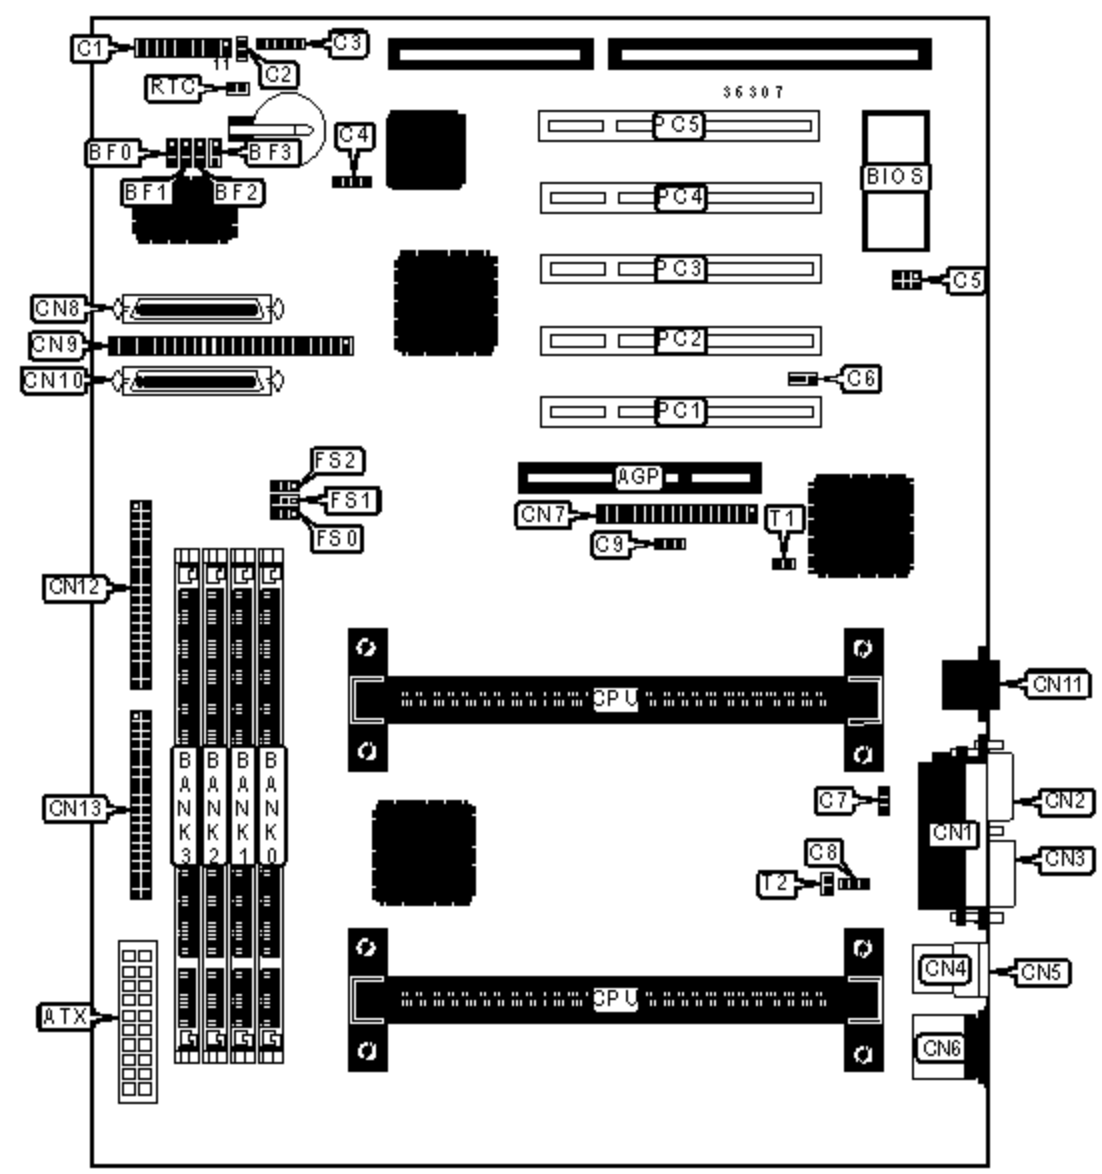 C1
C2
C3
11
RTC
36307
C4
PC5
BF0
BF3
BIOS
BF1
BF2
PC4
PC3
C5
CN8
CN9
PC2
CN10
C6
PC1
FS2
AGP
FS1
CN7
T1
FS0
C9
CN12
CN11
CPU
BANK3
BANK2
BANK1
BANK0
C7
CN2
CN13
CN1
C8
CN3
T2
CN4
CN5
CPU
ATX
CN6